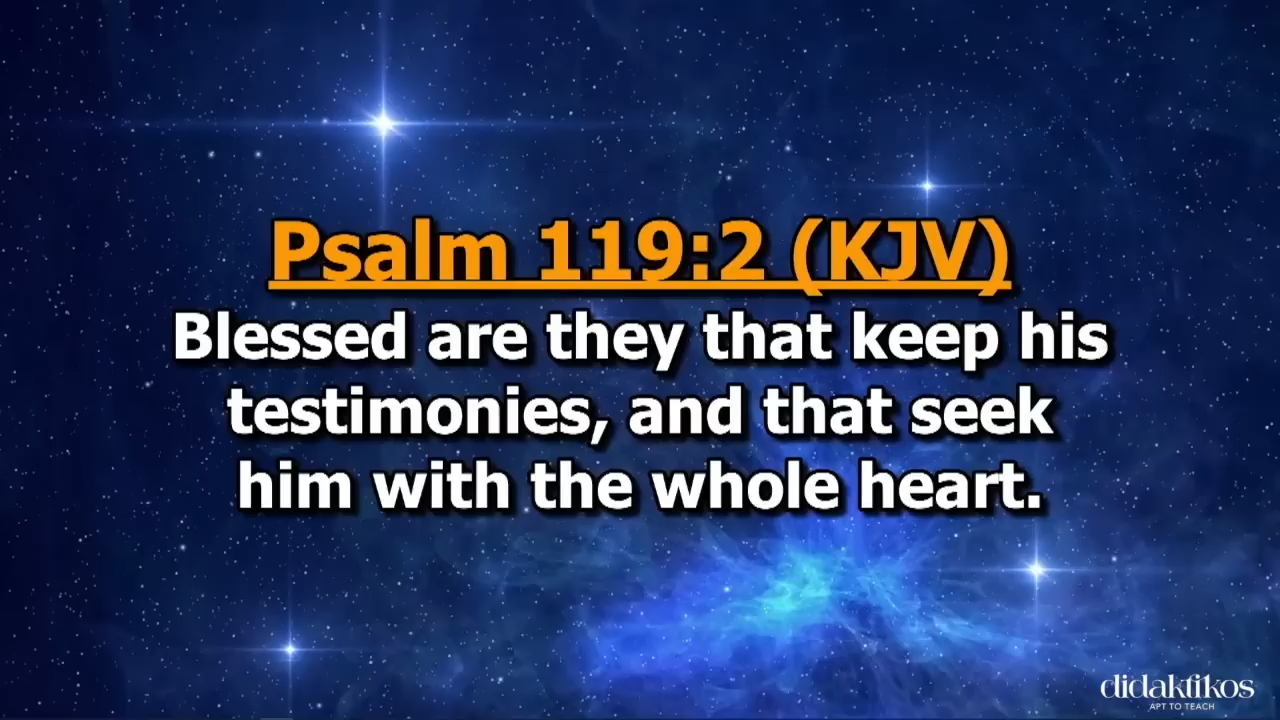 Psalm 119:2 (KJV)
Blessed are they that keep his
testimonies, and that seek
him with the whole heart.
didaktikos
APT TO TEACH